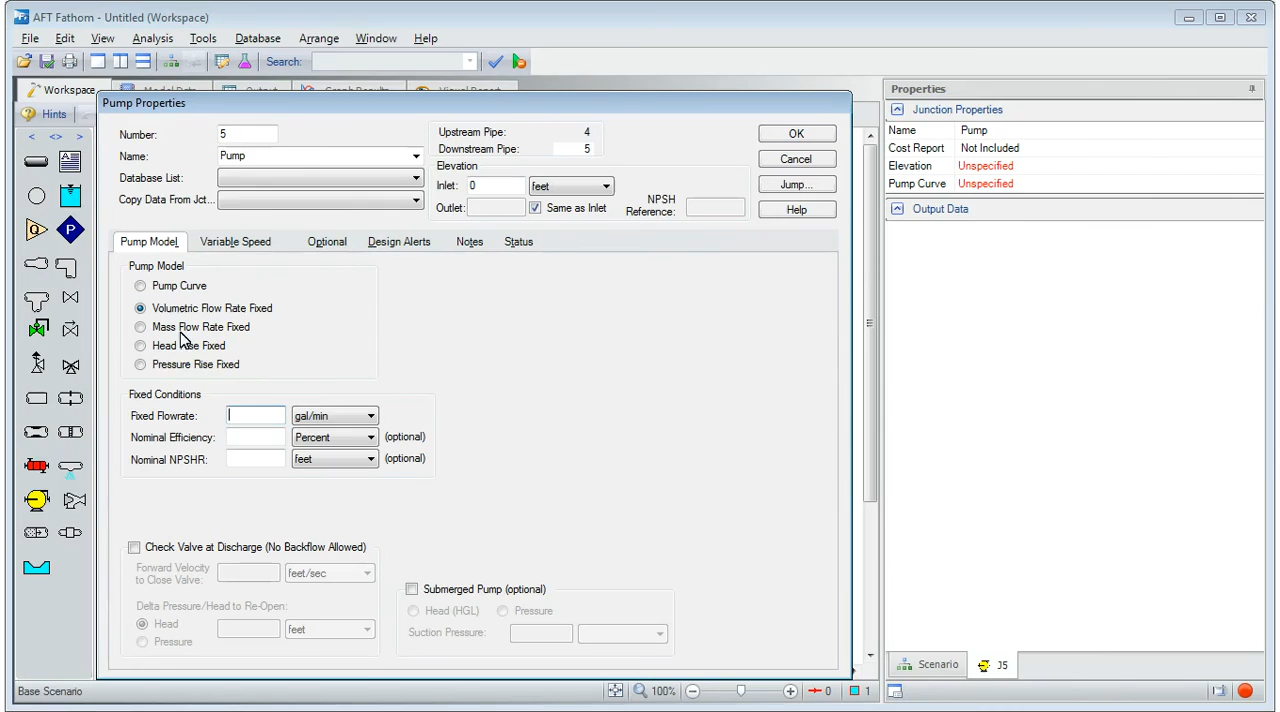 AFT Fathom - Untitled (Workspace)
File Edit View Analysis Tools Database Arrange Window Help
Search:
Workspace Model Data Output Graph Results Visual Report
Hints
< <> >
Pump Properties
Number: 5
Name: Pump
Database List:
Copy Data From Jct...
Upstream Pipe: 4
Downstream Pipe: 5
Elevation
Inlet: 0 feet
Outlet: Same as Inlet
NPSH
Reference:
OK
Cancel
Jump...
Help
Pump Model Variable Speed Optional Design Alerts Notes Status
Pump Model
Pump Curve
Volumetric Flow Rate Fixed
Mass Flow Rate Fixed
Head Rise Fixed
Pressure Rise Fixed
Fixed Conditions
Fixed Flowrate: gal/min
Nominal Efficiency: Percent (optional)
Nominal NPSHR: feet (optional)
Check Valve at Discharge (No Backflow Allowed)
Forward Velocity
to Close Valve: feet/sec
Delta Pressure/Head to Re-Open:
Head feet
Pressure
Submerged Pump (optional)
Head (HGL) Pressure
Suction Pressure:
Properties
Junction Properties
Name Pump
Cost Report Not Included
Elevation Unspecified
Pump Curve Unspecified
Output Data
Scenario J5
Base Scenario
100%
0
1